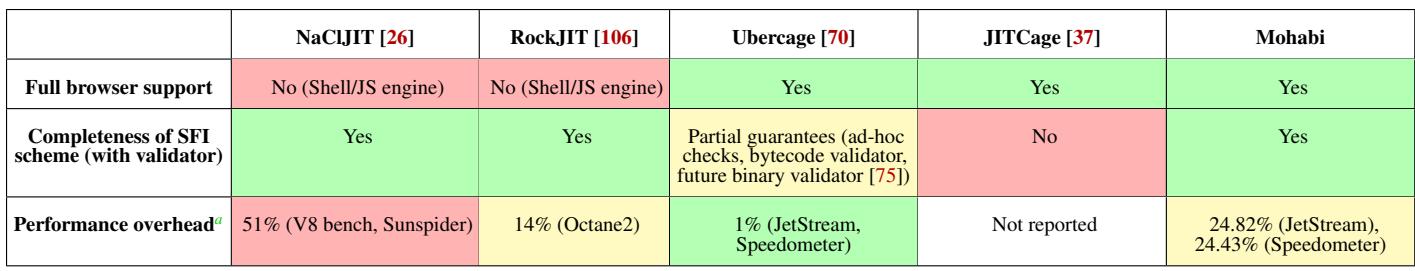 NaClJIT [26] RockJIT [106] Ubercage [70] JITCage [37] Mohabi
Full browser support No (Shell/JS engine) No (Shell/JS engine) Yes Yes Yes
Completeness of SFI
scheme (with validator)
Yes Yes
Partial guarantees (ad-hoc
checks, bytecode validator,
future binary validator [75])
No Yes
Performance overheada 51% (V8 bench, Sunspider) 14% (Octane2)
1% (JetStream,
Speedometer)
Not reported
24.82% (JetStream),
24.43% (Speedometer)